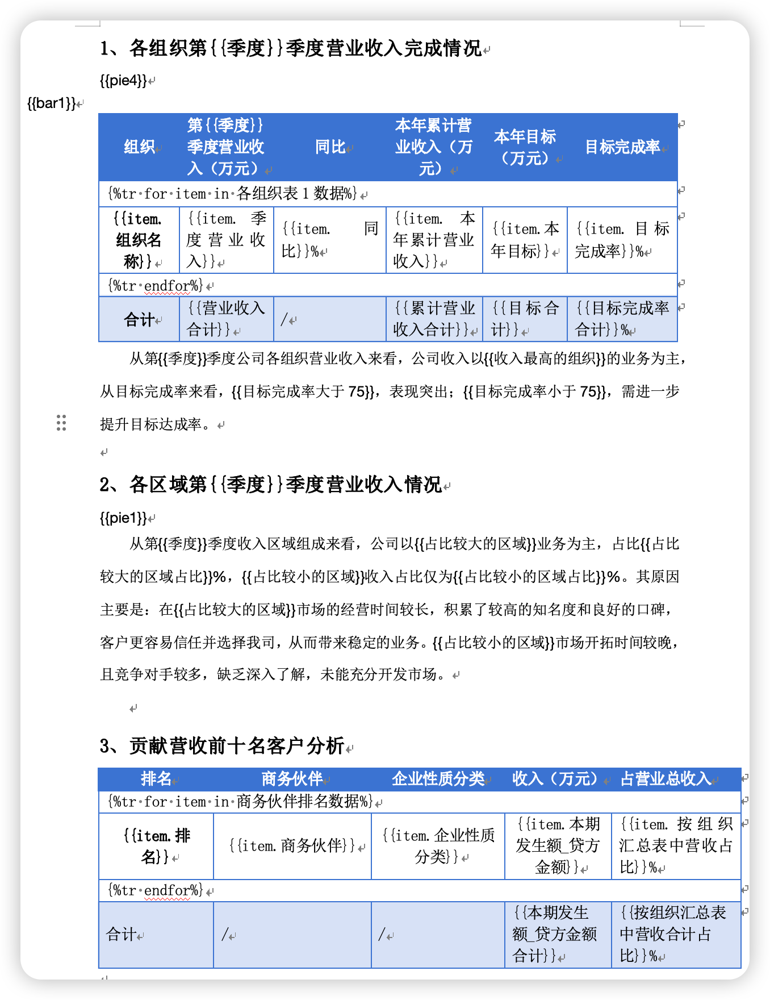 1、各组织第{{季度}}季度营业收入完成情况
{{pie4}}
{{bar1}}
组织
第{{季度}}
季度营业收
入（万元）
同比
本年累计营
业收入（万
元）
本年目标
（万元）
目标完成率
{%tr for item in 各组织表1数据%}
{{item.
组织名
称}}
{{item. 季
度营业收
入}}
{{item. 同
比}}%
{{item. 本
年累计营业
收入}}
{{item.本
年目标}}
{{item. 目标
完成率}}%
{%tr endfor%}
合计
{{营业收入
合计}}
/
{{累计营业
收入合计}}
{{目标合
计}}
{{目标完成率
合计}}%
从第{{季度}}季度公司各组织营业收入来看，公司收入以{{收入最高的组织}}的业务为主，
从目标完成率来看，{{目标完成率大于75}}，表现突出；{{目标完成率小于75}}，需进一步
提升目标达成率。
2、各区域第{{季度}}季度营业收入情况
{{pie1}}
从第{{季度}}季度收入区域组成来看，公司以{{占比较大的区域}}业务为主，占比{{占比
较大的区域占比}}%，{{占比较小的区域}}收入占比仅为{{占比较小的区域占比}}%。其原因
主要是：在{{占比较大的区域}}市场的经营时间较长，积累了较高的知名度和良好的口碑，
客户更容易信任并选择我司，从而带来稳定的业务。{{占比较小的区域}}市场开拓时间较晚，
且竞争对手较多，缺乏深入了解，未能充分开发市场。
3、贡献营收前十名客户分析
排名
商务伙伴
企业性质分类
收入（万元）
占营业总收入
{%tr for item in 商务伙伴排名数据%}
{{item.排
名}}
{{item.商务伙伴}}
{{item.企业性质
分类}}
{{item.本期
发生额_贷方
金额}}
{{item. 按组织
汇总表中营收占
比}}%
{%tr endfor%}
合计
/
/
{{本期发生
额_贷方金额
合计}}
{{按组织汇总表
中营收合计占
比}}%